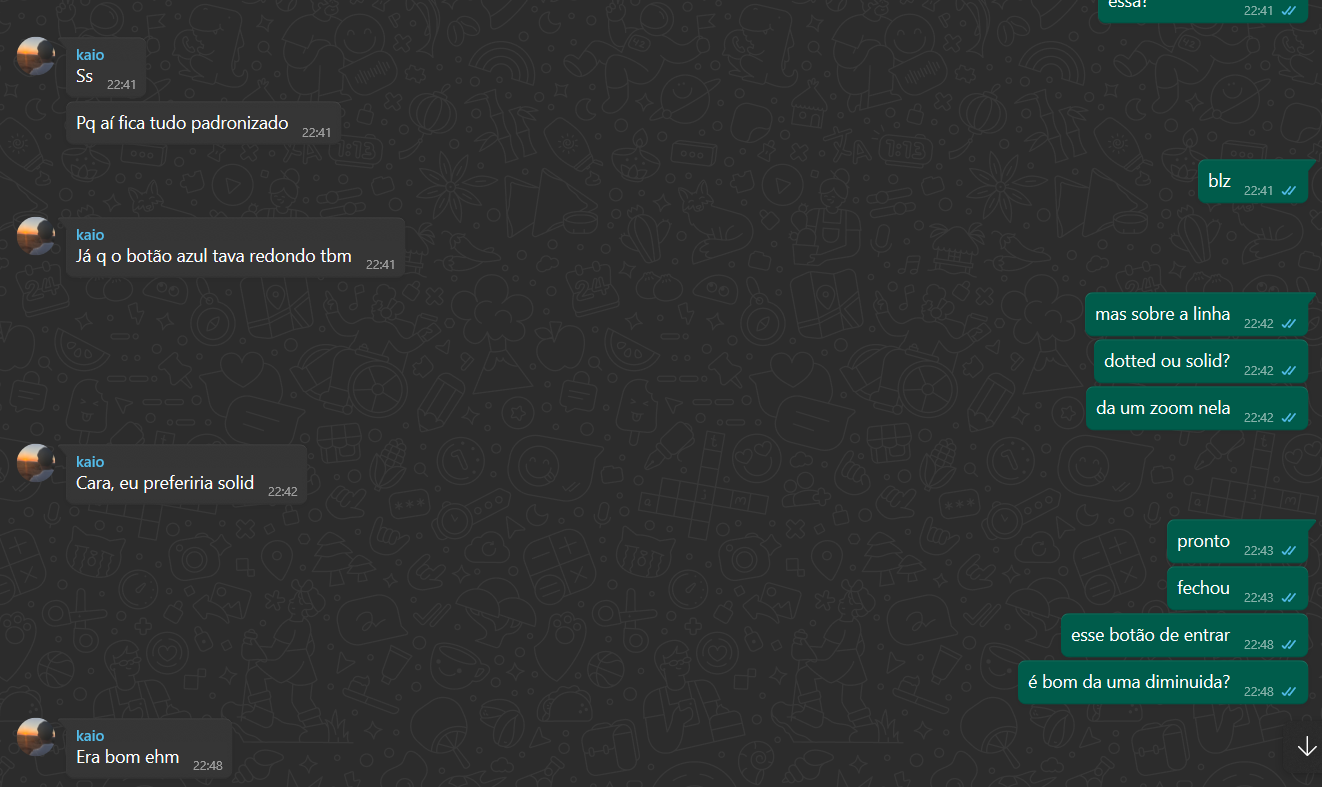 essa?
22:41
kaio
Ss 22:41
Pq aí fica tudo padronizado 22:41
blz 22:41
kaio
Já q o botão azul tava redondo tbm 22:41
mas sobre a linha 22:42
dotted ou solid? 22:42
da um zoom nela 22:42
kaio
Cara, eu preferiria solid 22:42
pronto 22:43
fechou 22:43
esse botão de entrar 22:48
é bom da uma diminuida? 22:48
kaio
Era bom ehm 22:48